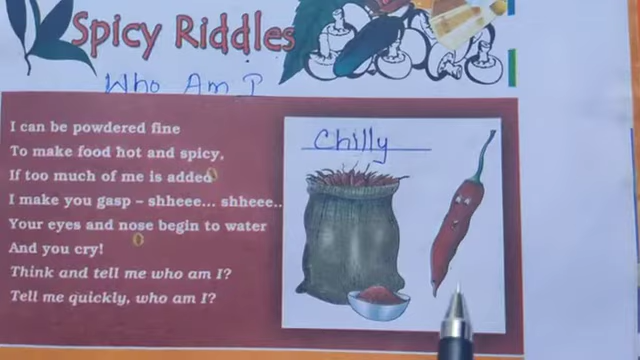 Spicy Riddles
Who Am I
I can be powdered fine
To make food hot and spicy,
If too much of me is added
I make you gasp – shheee... shheee..
Your eyes and nose begin to water
And you cry!
Think and tell me who am I?
Tell me quickly, who am I?
Chilly